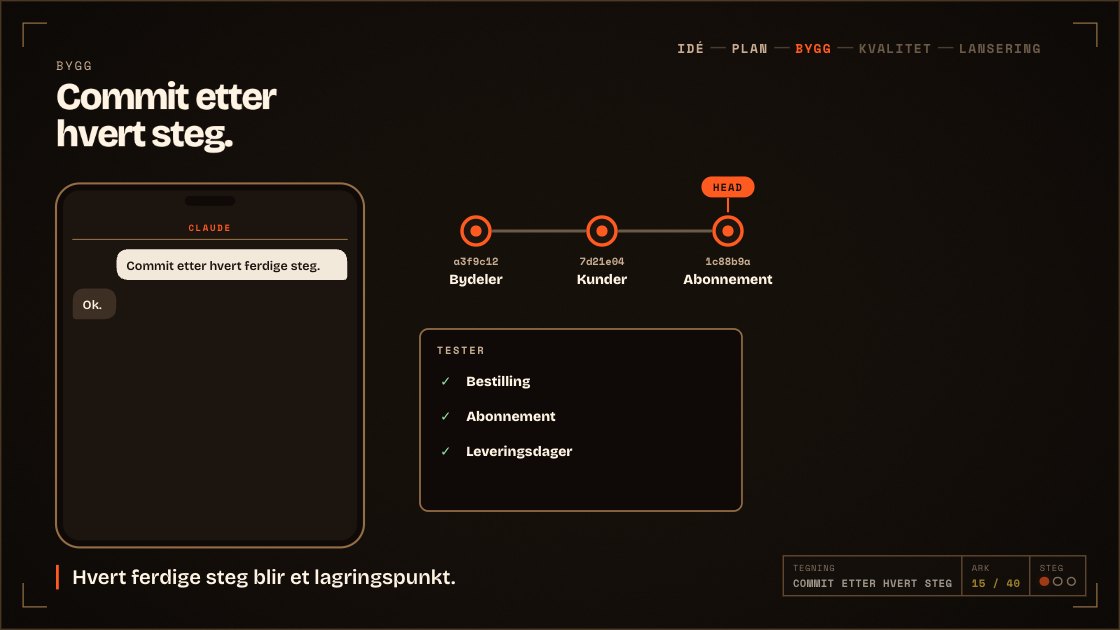 IDÉ — PLAN — BYGG — KVALITET — LANSERING
BYGG
Commit etter
hvert steg.
CLAUDE
Commit etter hvert ferdige steg.
Ok.
HEAD
a3f9c12 7d21e04 1c88b9a
Bydeler Kunder Abonnement
TESTER
✓ Bestilling
✓ Abonnement
✓ Leveringsdager
Hvert ferdige steg blir et lagringspunkt.
TEGNING ARK STEG
COMMIT ETTER HVERT STEG 15 / 40